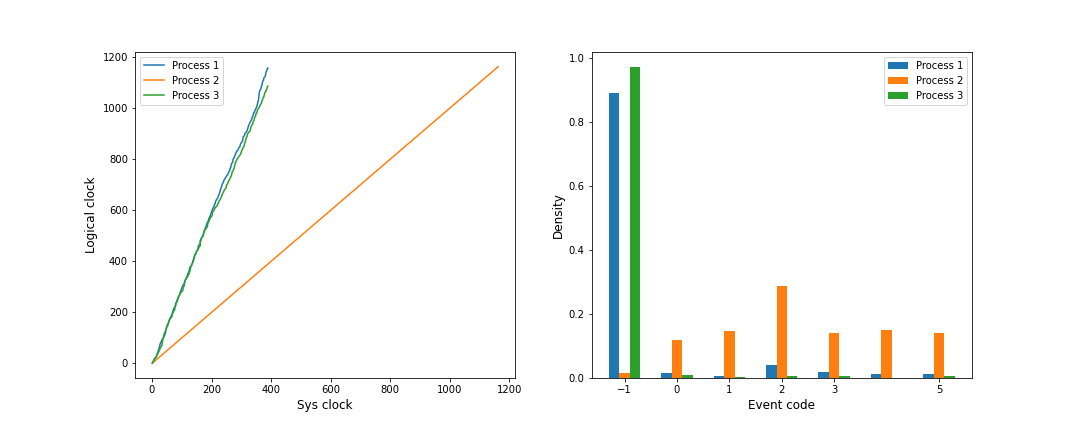 1200
1000
800
600
400
200
0
Logical clock
0 200 400 600 800 1000 1200
Sys clock
Process 1
Process 2
Process 3
1.0
0.8
0.6
0.4
0.2
0.0
Density
−1 0 1 2 3 5
Event code
Process 1
Process 2
Process 3